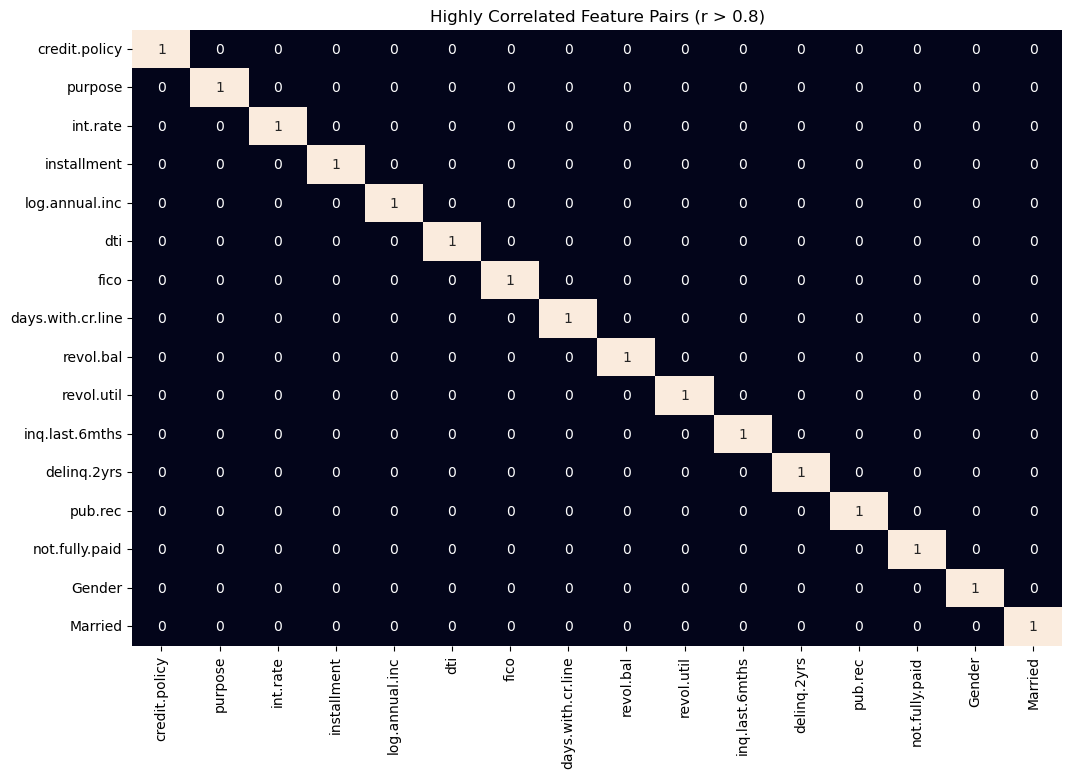 Highly Correlated Feature Pairs (r > 0.8)
credit.policy 1 0 0 0 0 0 0 0 0 0 0 0 0 0 0 0
purpose 0 1 0 0 0 0 0 0 0 0 0 0 0 0 0 0
int.rate 0 0 1 0 0 0 0 0 0 0 0 0 0 0 0 0
installment 0 0 0 1 0 0 0 0 0 0 0 0 0 0 0 0
log.annual.inc 0 0 0 0 1 0 0 0 0 0 0 0 0 0 0 0
dti 0 0 0 0 0 1 0 0 0 0 0 0 0 0 0 0
fico 0 0 0 0 0 0 1 0 0 0 0 0 0 0 0 0
days.with.cr.line 0 0 0 0 0 0 0 1 0 0 0 0 0 0 0 0
revol.bal 0 0 0 0 0 0 0 0 1 0 0 0 0 0 0 0
revol.util 0 0 0 0 0 0 0 0 0 1 0 0 0 0 0 0
inq.last.6mths 0 0 0 0 0 0 0 0 0 0 1 0 0 0 0 0
delinq.2yrs 0 0 0 0 0 0 0 0 0 0 0 1 0 0 0 0
pub.rec 0 0 0 0 0 0 0 0 0 0 0 0 1 0 0 0
not.fully.paid 0 0 0 0 0 0 0 0 0 0 0 0 0 1 0 0
Gender 0 0 0 0 0 0 0 0 0 0 0 0 0 0 1 0
Married 0 0 0 0 0 0 0 0 0 0 0 0 0 0 0 1
credit.policy
purpose
int.rate
installment
log.annual.inc
dti
fico
days.with.cr.line
revol.bal
revol.util
inq.last.6mths
delinq.2yrs
pub.rec
not.fully.paid
Gender
Married